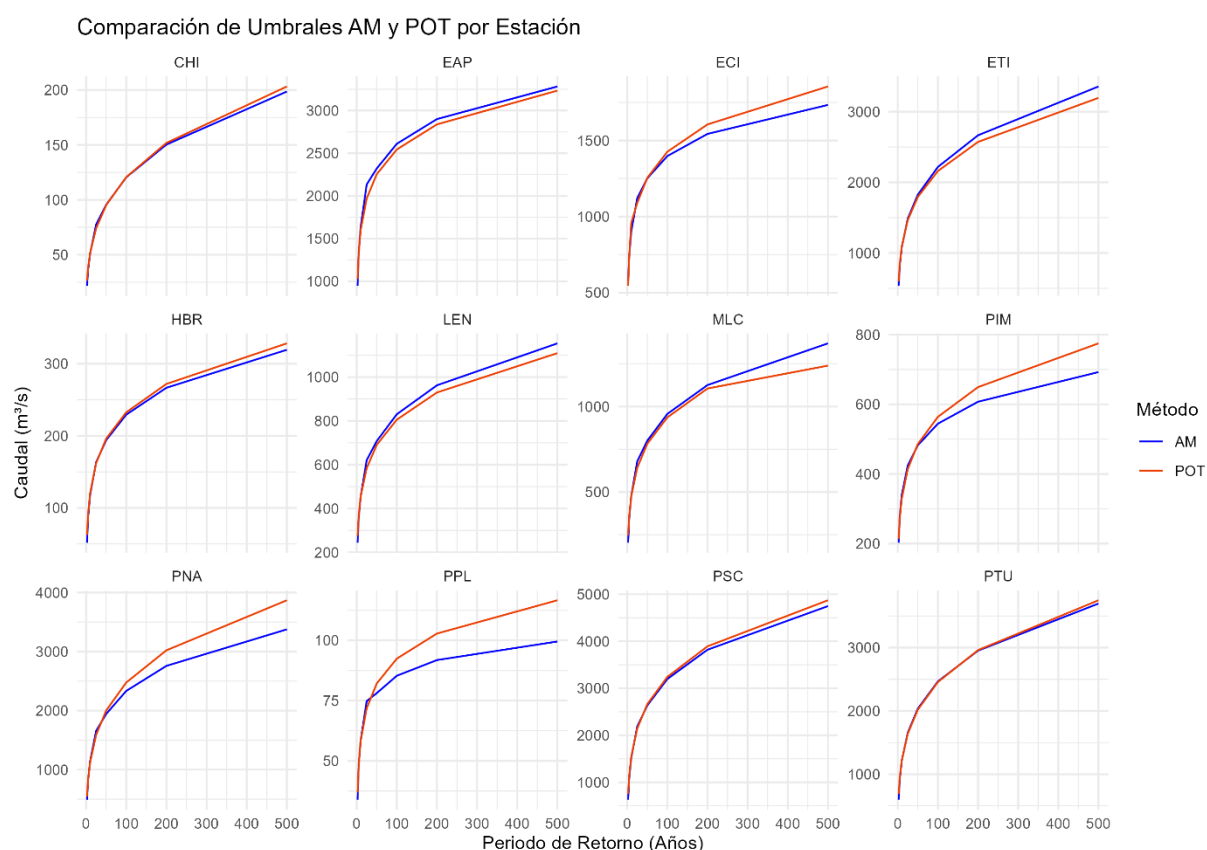 Comparación de Umbrales AM y POT por Estación
CHI
EAP
ECI
ETI
200
150
100
50
3000
2500
2000
1500
1000
1500
1000
500
3000
2000
1000
HBR
LEN
MLC
PIM
300
200
100
1000
800
600
400
200
1000
500
800
600
400
200
PNA
PPL
PSC
PTU
4000
3000
2000
1000
100
75
50
5000
4000
3000
2000
1000
3000
2000
1000
0 100 200 300 400 500
0 100 200 300 400 500
0 100 200 300 400 500
0 100 200 300 400 500
Caudal (m³/s)
Periodo de Retorno (Años)
Método
AM
POT